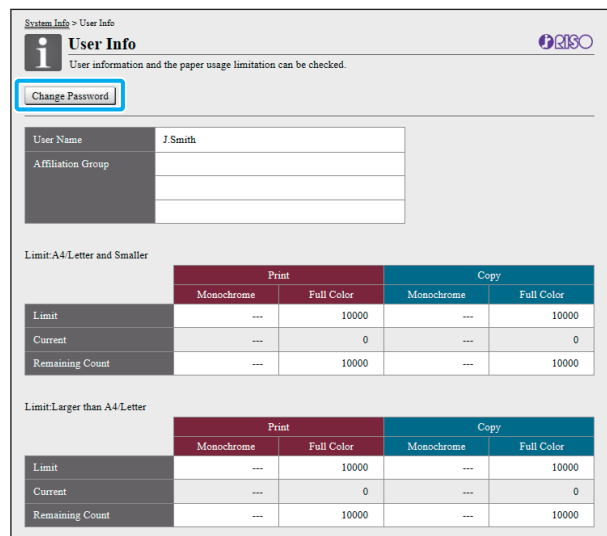 System Info > User Info
User Info
RISO
User information and the paper usage limitation can be checked.
Change Password
User Name J.Smith
Affiliation Group
Limit:A4/Letter and Smaller
Print Copy
Monochrome Full Color Monochrome Full Color
Limit --- 10000 --- 10000
Current --- 0 --- 0
Remaining Count --- 10000 --- 10000
Limit:Larger than A4/Letter
Print Copy
Monochrome Full Color Monochrome Full Color
Limit --- 10000 --- 10000
Current --- 0 --- 0
Remaining Count --- 10000 --- 10000